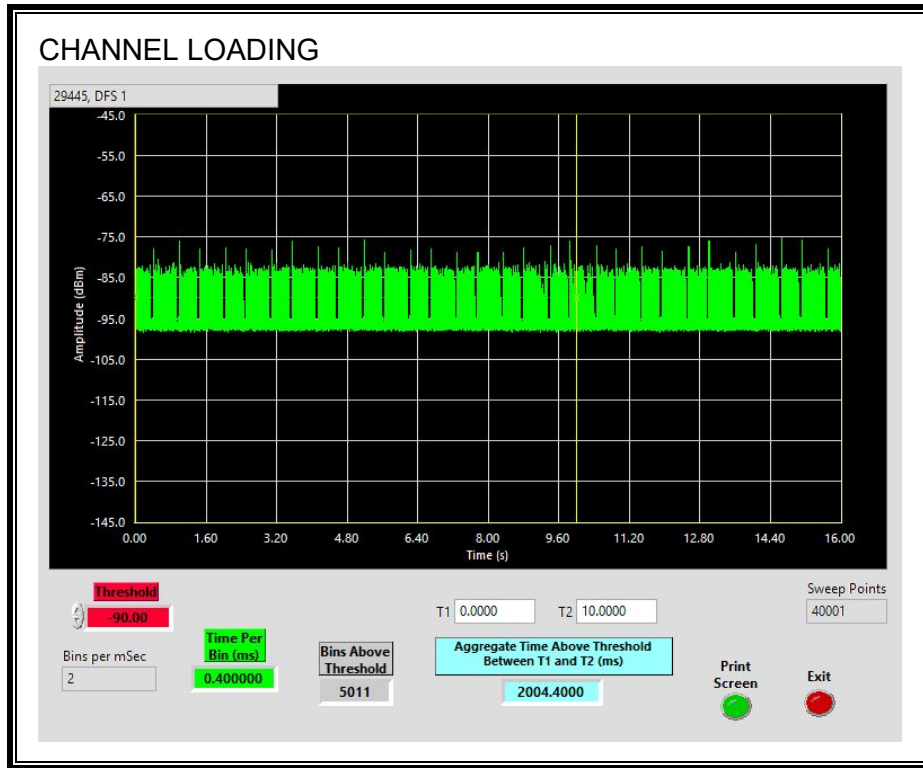 CHANNEL LOADING
29445, DFS 1
-45.0
-55.0
-65.0
-75.0
-85.0
-95.0
-105.0
-115.0
-125.0
-135.0
-145.0
Amplitude (dBm)
0.00 1.60 3.20 4.80 6.40 8.00 9.60 11.20 12.80 14.40 16.00
Time (s)
Threshold
-90.00
Bins per mSec
2
Time Per
Bin (ms)
0.400000
Bins Above
Threshold
5011
T1 0.0000 T2 10.0000
Aggregate Time Above Threshold
Between T1 and T2 (ms)
2004.4000
Sweep Points
40001
Print
Screen
Exit